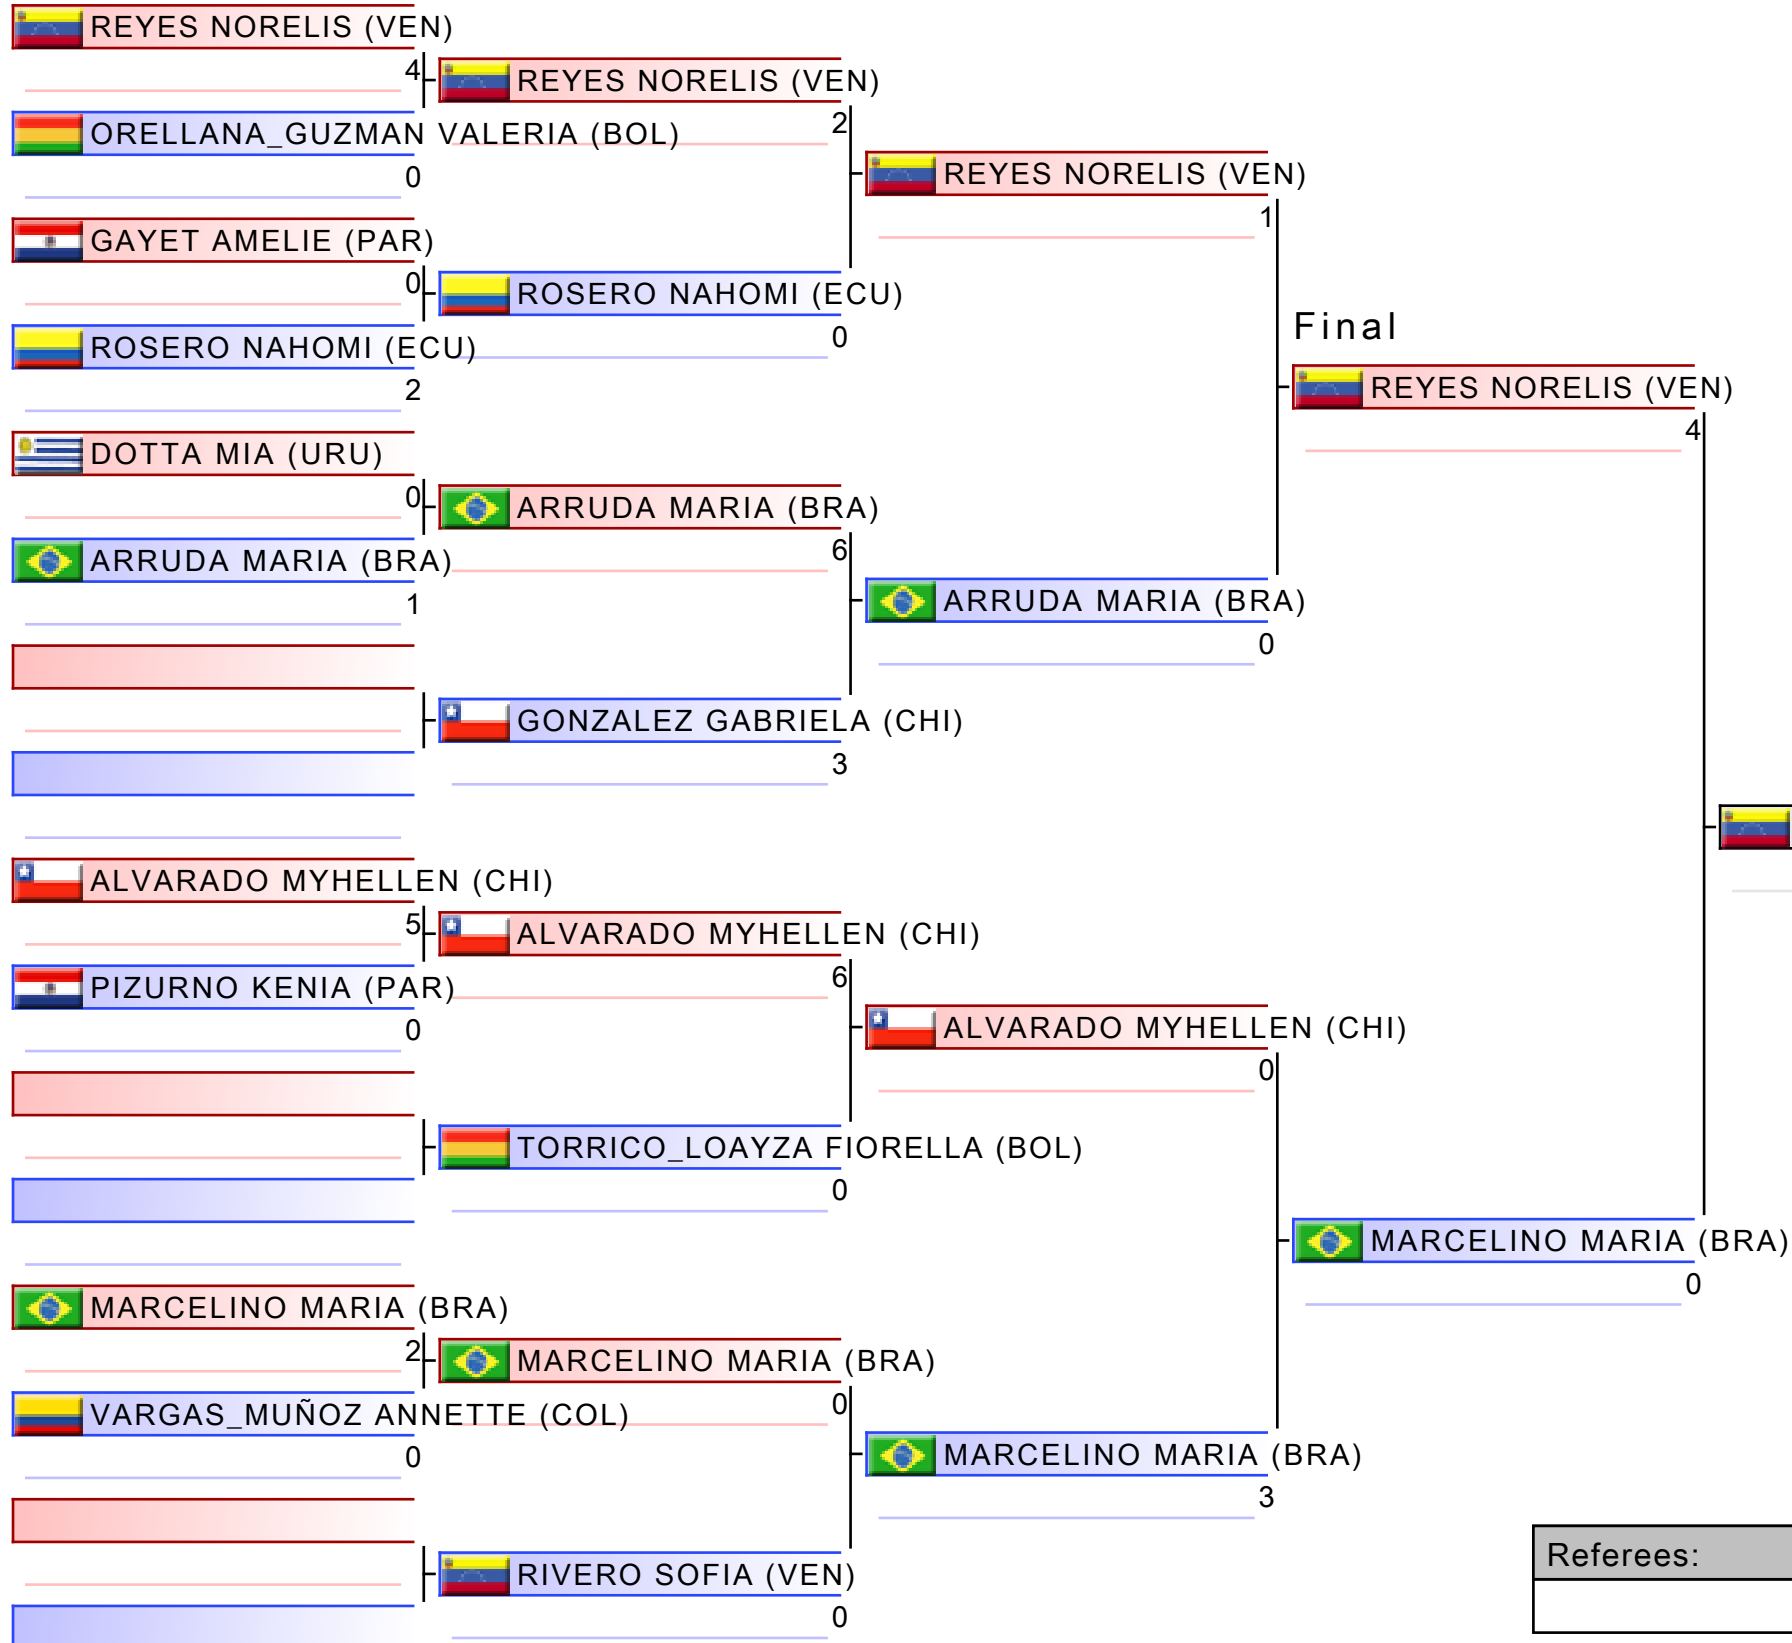 REYES NORELIS (VEN)
4
ORELLANA_GUZMAN VALERIA (BOL)
0
GAYET AMELIE (PAR)
0
ROSERO NAHOMI (ECU)
2
DOTTA MIA (URU)
0
ARRUDA MARIA (BRA)
1
ALVARADO MYHELLEN (CHI)
5
PIZURNO KENIA (PAR)
0
MARCELINO MARIA (BRA)
2
VARGAS_MUÑOZ ANNETTE (COL)
0
REYES NORELIS (VEN)
2
ROSERO NAHOMI (ECU)
0
ARRUDA MARIA (BRA)
6
GONZALEZ GABRIELA (CHI)
3
ALVARADO MYHELLEN (CHI)
6
TORRICO_LOAYZA FIORELLA (BOL)
0
MARCELINO MARIA (BRA)
0
RIVERO SOFIA (VEN)
0
REYES NORELIS (VEN)
1
ARRUDA MARIA (BRA)
0
ALVARADO MYHELLEN (CHI)
0
MARCELINO MARIA (BRA)
3
Final
REYES NORELIS (VEN)
4
MARCELINO MARIA (BRA)
0
Referees: